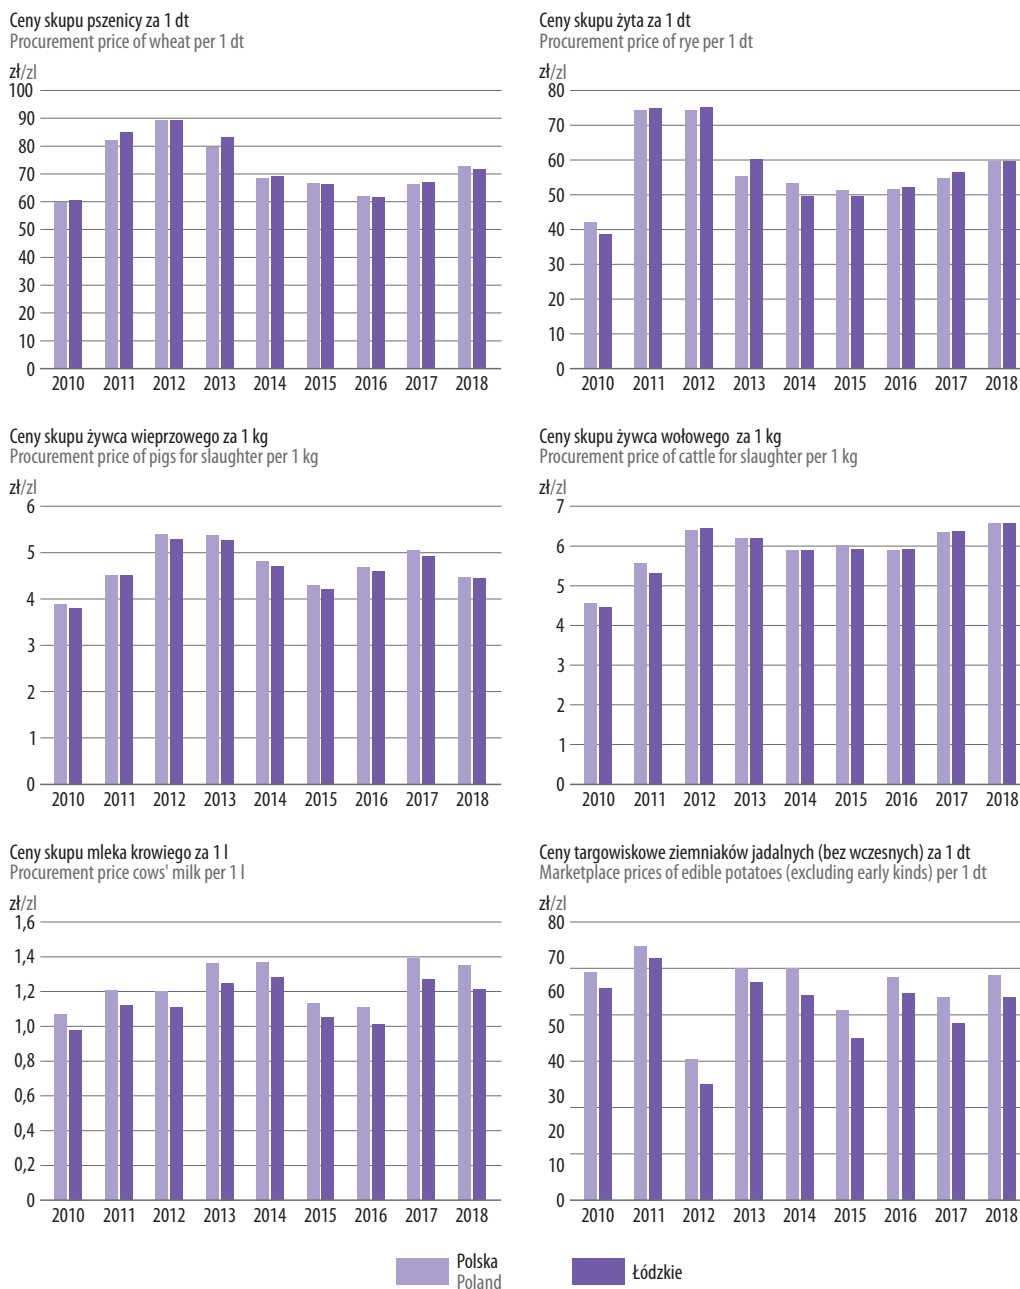 Ceny skupu pszenicy za 1 dt
Procurement price of wheat per 1 dt
zł/zl
100
90
80
70
60
50
40
30
20
10
0
2010 2011 2012 2013 2014 2015 2016 2017 2018
Ceny skupu żyta za 1 dt
Procurement price of rye per 1 dt
zł/zl
80
70
60
50
40
30
20
10
0
2010 2011 2012 2013 2014 2015 2016 2017 2018
Ceny skupu żywca wieprzowego za 1 kg
Procurement price of pigs for slaughter per 1 kg
zł/zl
6
5
4
3
2
1
0
2010 2011 2012 2013 2014 2015 2016 2017 2018
Ceny skupu żywca wołowego za 1 kg
Procurement price of cattle for slaughter per 1 kg
zł/zl
7
6
5
4
3
2
1
0
2010 2011 2012 2013 2014 2015 2016 2017 2018
Ceny skupu mleka krowiego za 1 l
Procurement price cows' milk per 1 l
zł/zl
1,6
1,4
1,2
1,0
0,8
0,6
0,4
0,2
0
2010 2011 2012 2013 2014 2015 2016 2017 2018
Ceny targowiskowe ziemniaków jadalnych (bez wczesnych) za 1 dt
Marketplace prices of edible potatoes (excluding early kinds) per 1 dt
zł/zl
80
70
60
50
40
30
20
10
0
2010 2011 2012 2013 2014 2015 2016 2017 2018
Polska
Poland
Łódzkie